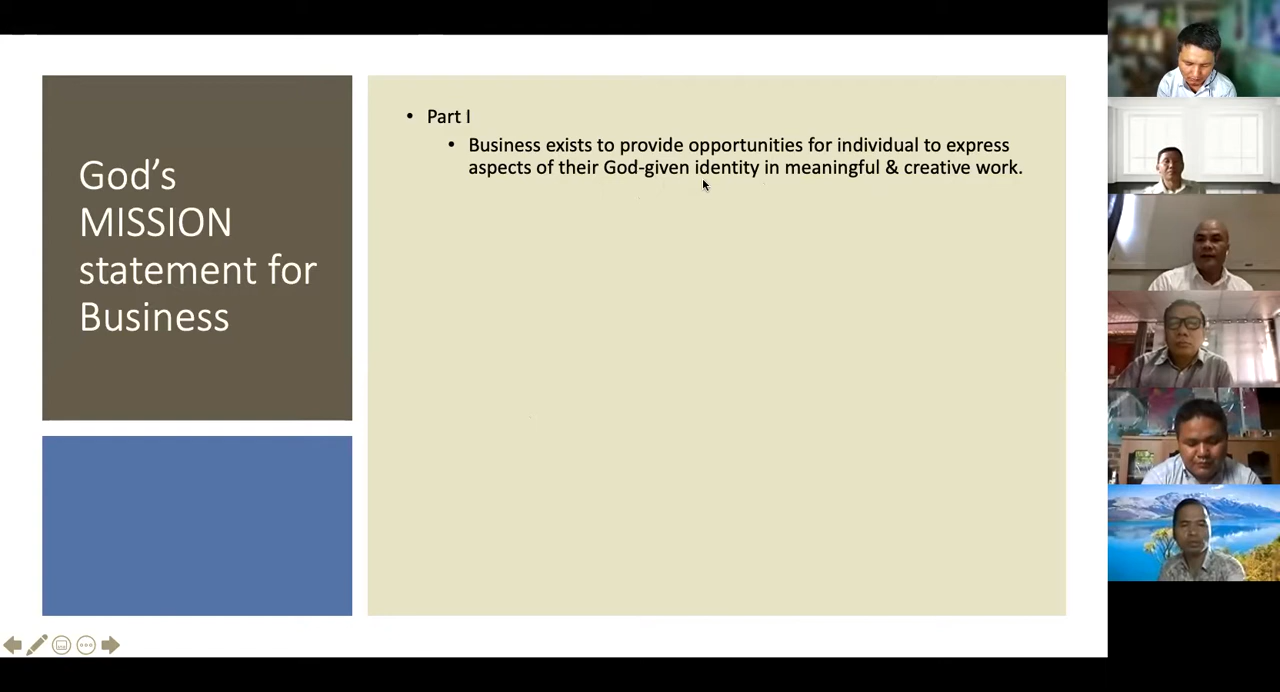 God's
MISSION
statement for
Business
• Part I
• Business exists to provide opportunities for individual to express
aspects of their God-given identity in meaningful & creative work.